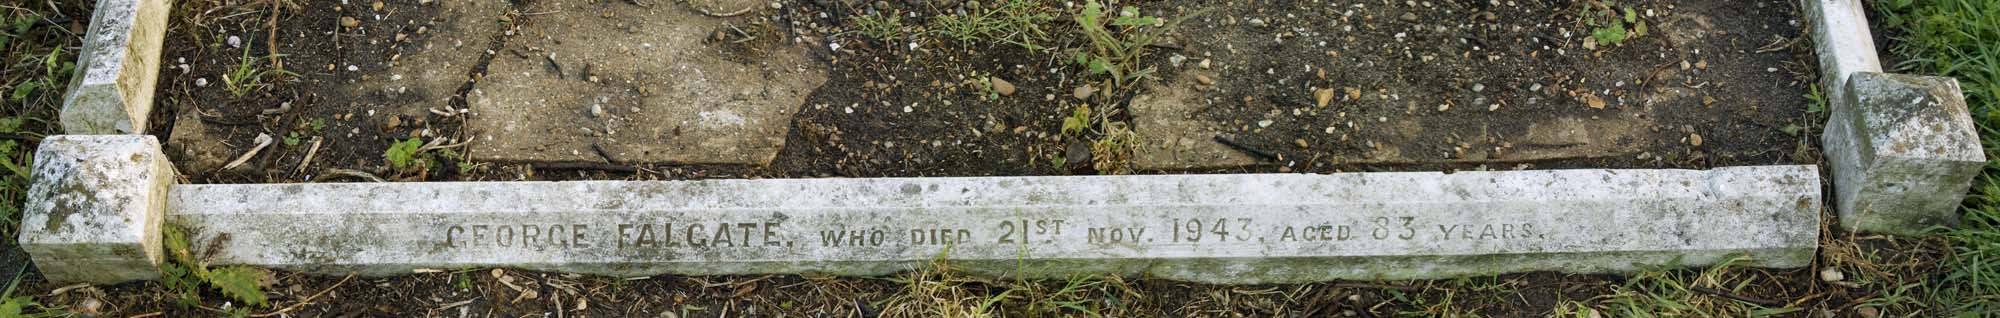 GEORGE FALGATE, WHO DIED 21ST NOV. 1943, AGED 83 YEARS.